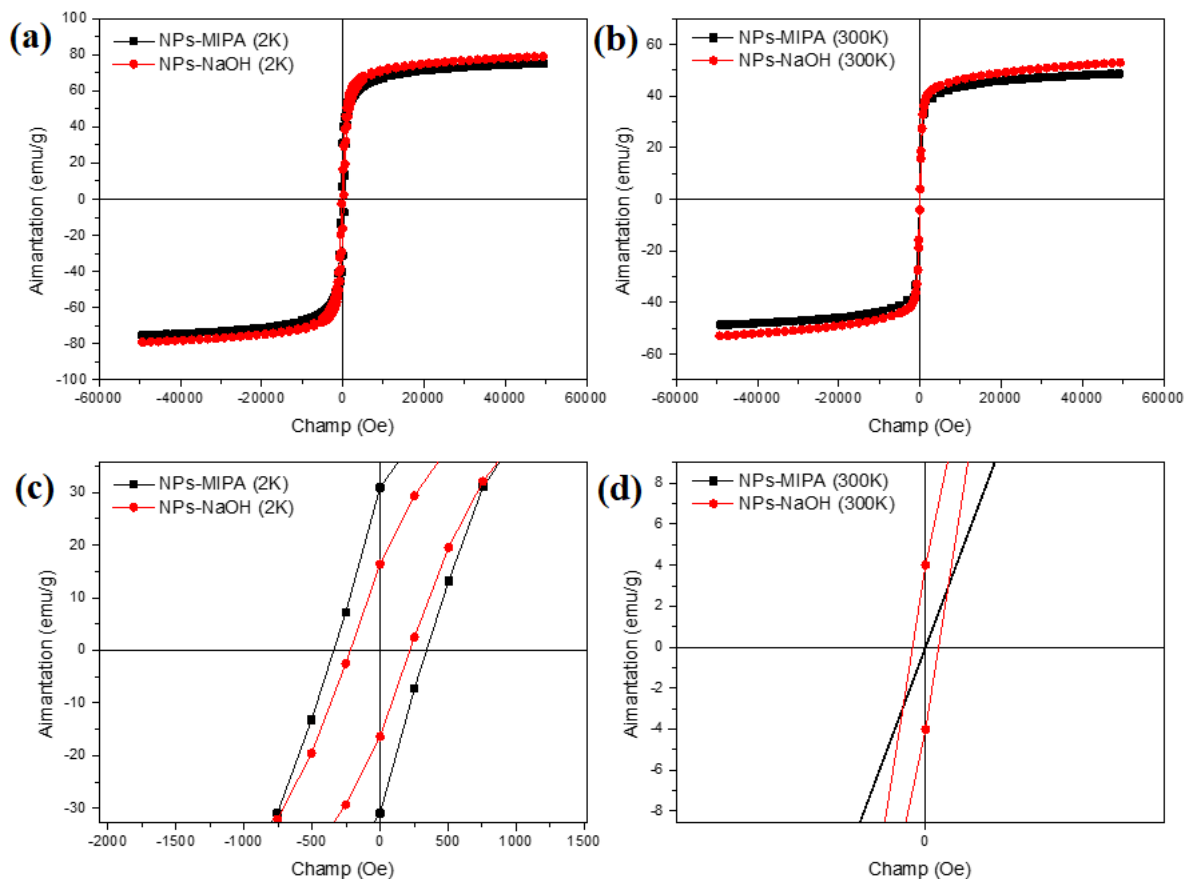 (a)
NPs-MIPA (2K)
NPs-NaOH (2K)
100
80
60
40
20
0
-20
-40
-60
-80
-100
Aimantation (emu/g)
-60000 -40000 -20000 0 20000 40000 60000
Champ (Oe)
(b)
NPs-MIPA (300K)
NPs-NaOH (300K)
60
40
20
0
-20
-40
-60
Aimantation (emu/g)
-60000 -40000 -20000 0 20000 40000 60000
Champ (Oe)
(c)
NPs-MIPA (2K)
NPs-NaOH (2K)
30
20
10
0
-10
-20
-30
Aimantation (emu/g)
-2000 -1500 -1000 -500 0 500 1000 1500
Champ (Oe)
(d)
NPs-MIPA (300K)
NPs-NaOH (300K)
8
6
4
2
0
-2
-4
-6
-8
Aimantation (emu/g)
0
Champ (Oe)